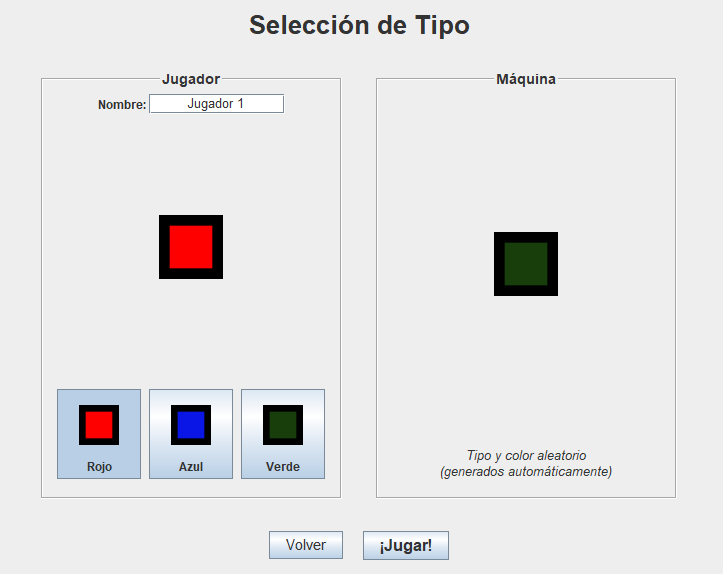 Selección de Tipo
Jugador
Nombre: Jugador 1
Rojo
Azul
Verde
Máquina
Tipo y color aleatorio
(generados automáticamente)
Volver
¡Jugar!